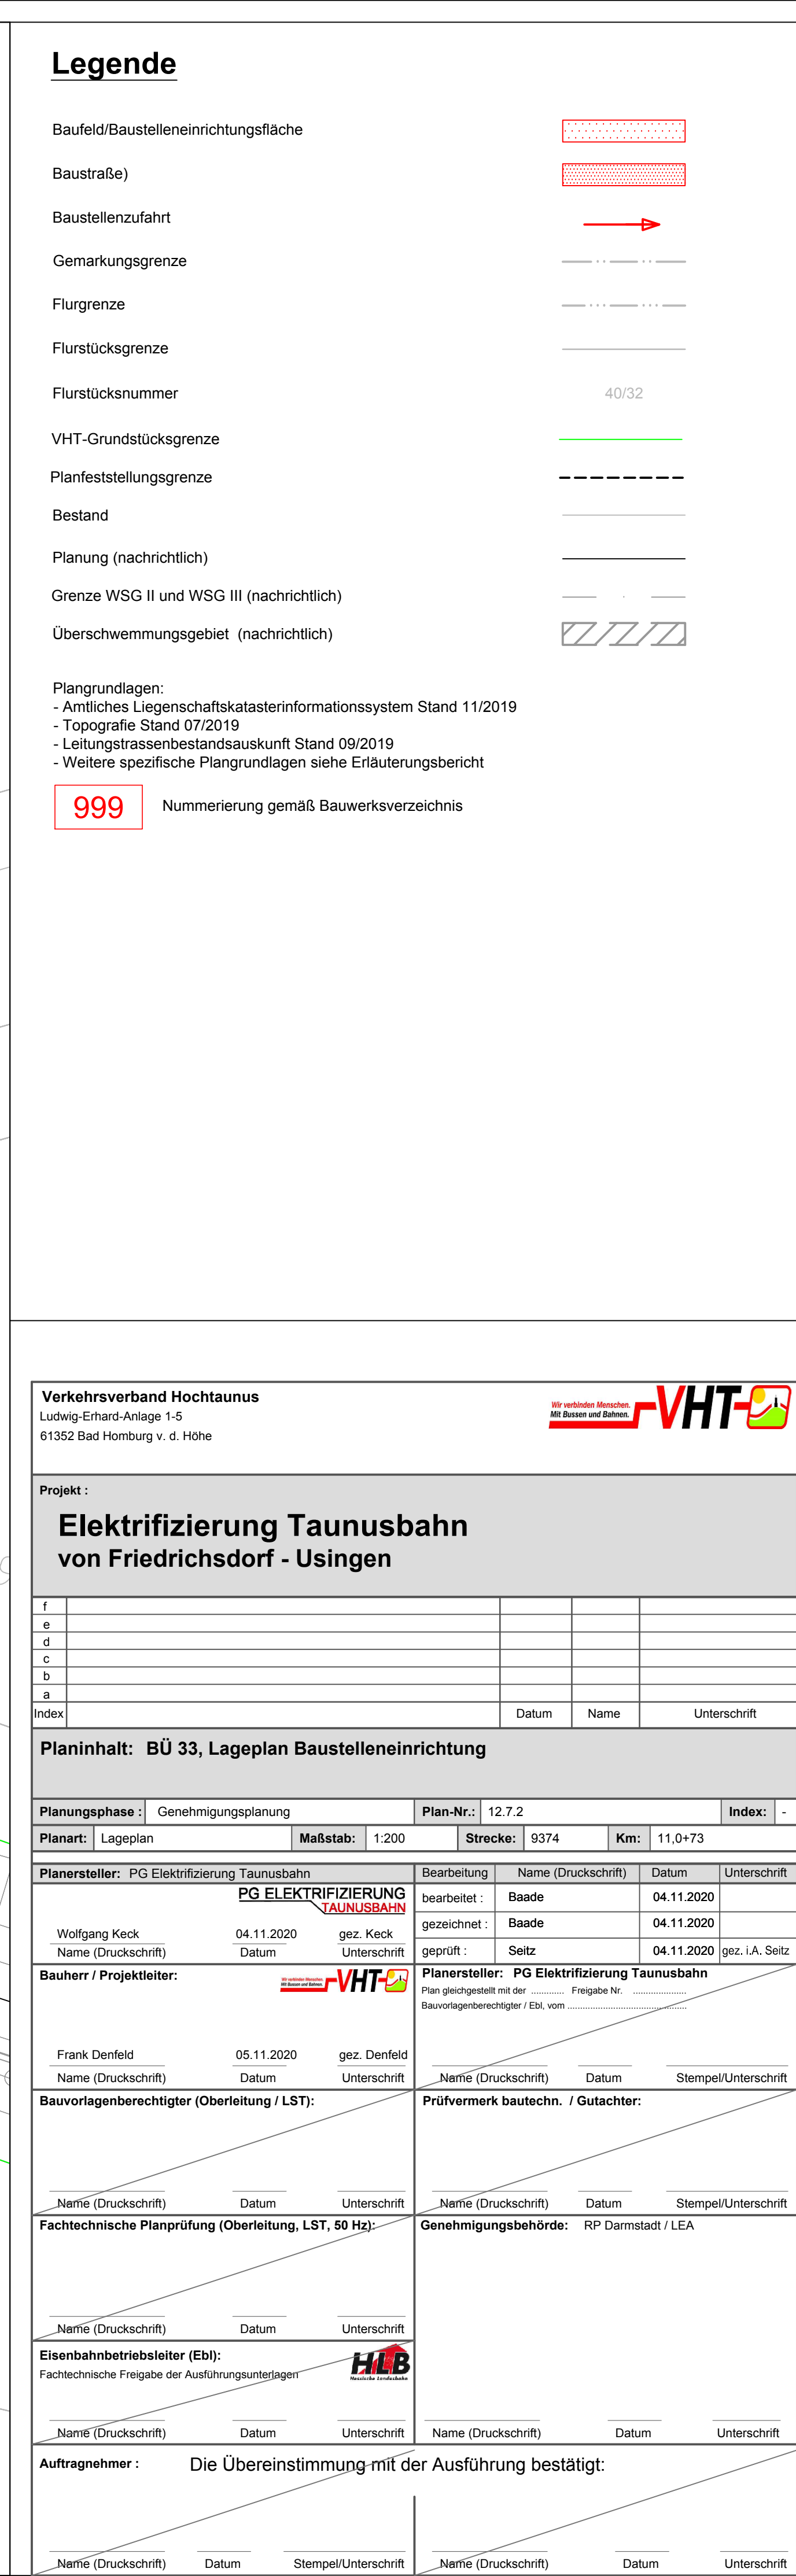 Legende
Baufeld/Baustelleneinrichtungsfläche
Baustraße)
Baustellenzufahrt
Gemarkungsgrenze
Flurgrenze
Flurstücksgrenze
Flurstücksnummer 40/32
VHT-Grundstücksgrenze
Planfeststellungsgrenze
Bestand
Planung (nachrichtlich)
Grenze WSG II und WSG III (nachrichtlich)
Überschwemmungsgebiet (nachrichtlich)
Plangrundlagen:
- Amtliches Liegenschaftskatasterinformationssystem Stand 11/2019
- Topografie Stand 07/2019
- Leitungstrassenbestandsauskunft Stand 09/2019
- Weitere spezifische Plangrundlagen siehe Erläuterungsbericht
999 Nummerierung gemäß Bauwerksverzeichnis
Verkehrsverband Hochtaunus
Ludwig-Erhard-Anlage 1-5
61352 Bad Homburg v. d. Höhe
Wir verbinden Menschen.
Mit Bussen und Bahnen.
VHT
Projekt :
Elektrifizierung Taunusbahn
von Friedrichsdorf - Usingen
f
e
d
c
b
a
Index Datum Name Unterschrift
Planinhalt: BÜ 33, Lageplan Baustelleneinrichtung
Planungsphase : Genehmigungsplanung Plan-Nr.: 12.7.2 Index: -
Planart: Lageplan Maßstab: 1:200 Strecke: 9374 Km: 11,0+73
Planersteller: PG Elektrifizierung Taunusbahn
PG ELEKTRIFIZIERUNG
TAUNUSBAHN
Wolfgang Keck 04.11.2020 gez. Keck
Name (Druckschrift) Datum Unterschrift
Bearbeitung Name (Druckschrift) Datum Unterschrift
bearbeitet : Baade 04.11.2020
gezeichnet : Baade 04.11.2020
geprüft : Seitz 04.11.2020 gez. i.A. Seitz
Bauherr / Projektleiter:
Wir verbinden Menschen.
Mit Bussen und Bahnen.
VHT
Frank Denfeld 05.11.2020 gez. Denfeld
Name (Druckschrift) Datum Unterschrift
Planersteller: PG Elektrifizierung Taunusbahn
Plan gleichgestellt mit der ............. Freigabe Nr. .....................
Bauvorlagenberechtigter / Ebl, vom ................................................
Name (Druckschrift) Datum Stempel/Unterschrift
Bauvorlagenberechtigter (Oberleitung / LST):
Name (Druckschrift) Datum Unterschrift
Prüfvermerk bautechn. / Gutachter:
Name (Druckschrift) Datum Stempel/Unterschrift
Fachtechnische Planprüfung (Oberleitung, LST, 50 Hz):
Name (Druckschrift) Datum Unterschrift
Genehmigungsbehörde: RP Darmstadt / LEA
Eisenbahnbetriebsleiter (Ebl):
Fachtechnische Freigabe der Ausführungsunterlagen
HLB
Hessische Landesbahn
Name (Druckschrift) Datum Unterschrift
Name (Druckschrift) Datum Unterschrift
Auftragnehmer : Die Übereinstimmung mit der Ausführung bestätigt:
Name (Druckschrift) Datum Stempel/Unterschrift
Name (Druckschrift) Datum Unterschrift